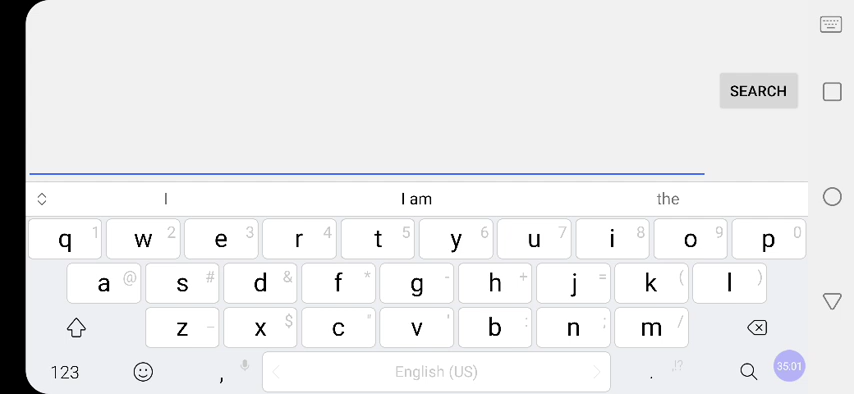 SEARCH
I I am the
q 1 w 2 e 3 r 4 t 5 y 6 u 7 i 8 o 9 p 0
a @ s # d & f * g - h + j = k ( l )
z _ x $ c " v ' b : n ; m /
123 , English (US) . .!? 35:01